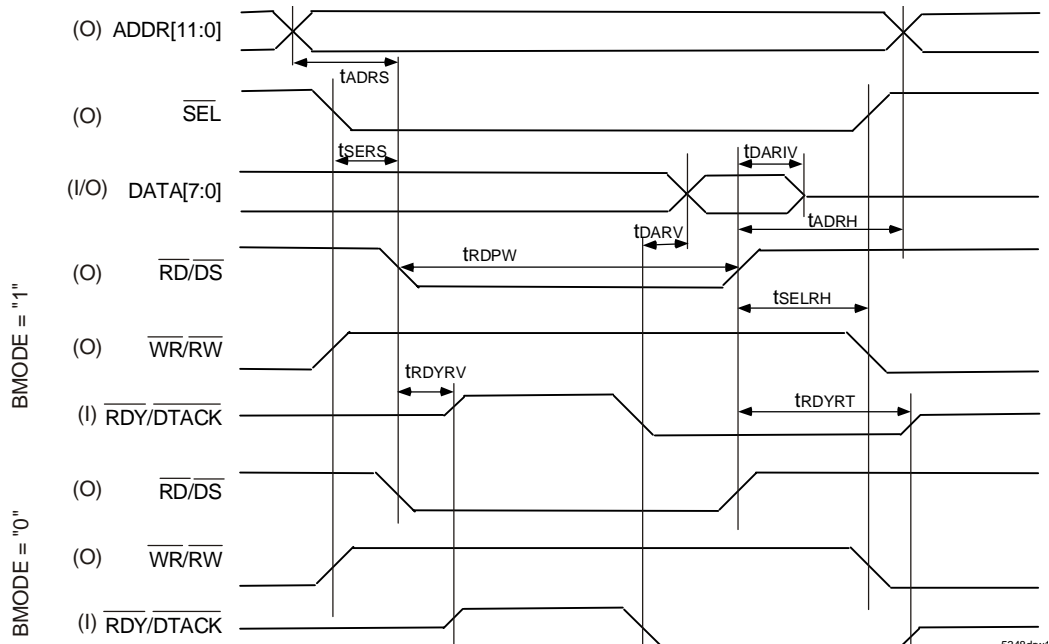 (O) ADDR[11:0]
tADRS
(O) SEL
tSERS
tDARIV
(I/O) DATA[7:0]
tADRH
tDARV
tRDPW
(O) RD/DS
tSELRH
BMODE = "1"
(O) WR/RW
tRDYRV
tRDYRT
(I) RDY/DTACK
(O) RD/DS
BMODE = "0"
(O) WR/RW
(I) RDY/DTACK